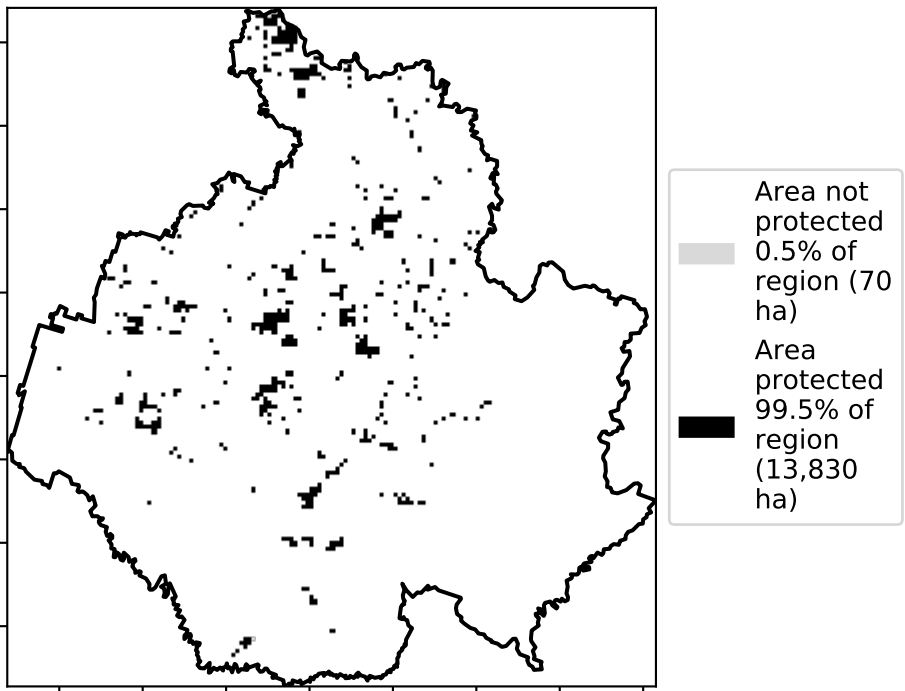 Area not
protected
0.5% of
region (70
ha)
Area
protected
99.5% of
region
(13,830
ha)